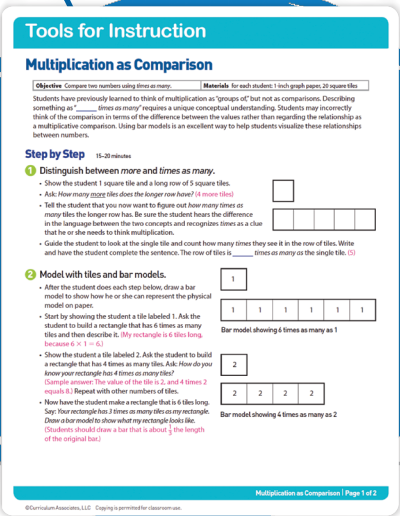 Tools for Instruction
Multiplication as Comparison
Objective Compare two numbers using times as many.
Materials for each student: 1-inch graph paper, 20 square tiles
Students have previously learned to think of multiplication as "groups of," but not as comparisons. Describing
something as "______ times as many" requires a unique conceptual understanding. Students may incorrectly
think of the comparison in terms of the difference between the values rather than regarding the relationship as
a multiplicative comparison. Using bar models is an excellent way to help students visualize these relationships
between numbers.
Step by Step 15–20 minutes
1 Distinguish between more and times as many.
• Show the student 1 square tile and a long row of 5 square tiles.
• Ask: How many more tiles does the longer row have? (4 more tiles)
• Tell the student that you now want to figure out how many times as
many tiles the longer row has. Be sure the student hears the difference
in the language between the two concepts and recognizes times as a clue
that he or she needs to think multiplication.
• Guide the student to look at the single tile and count how many times they see it in the row of tiles. Write
and have the student complete the sentence. The row of tiles is ______ times as many as the single tile. (5)
2 Model with tiles and bar models.
• After the student does each step below, draw a bar
model to show how he or she can represent the physical
model on paper.
• Start by showing the student a tile labeled 1. Ask the
student to build a rectangle that has 6 times as many
tiles and then describe it. (My rectangle is 6 tiles long,
because 6 × 1 = 6.)
1
1 1 1 1 1 1
Bar model showing 6 times as many as 1
• Show the student a tile labeled 2. Ask the student to build
a rectangle that has 4 times as many tiles. Ask: How do you
know your rectangle has 4 times as many tiles?
(Sample answer: The value of the tile is 2, and 4 times 2
equals 8.) Repeat with other numbers of tiles.
• Now have the student make a rectangle that is 6 tiles long.
Say: Your rectangle has 3 times as many tiles as my rectangle.
Draw a bar model to show what my rectangle looks like.
(Students should draw a bar that is about 1/3 the length
of the original bar.)
2
2 2 2 2
Bar model showing 4 times as many as 2
Multiplication as Comparison | Page 1 of 2
©Curriculum Associates, LLC Copying is permitted for classroom use.